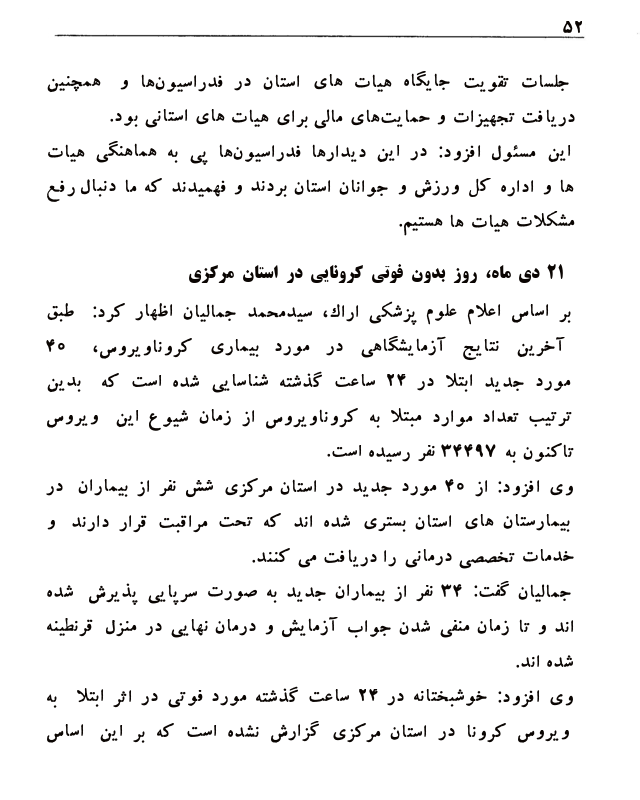 ۵۲
جلسات تقویت جایگاه هیات های استان در فدراسیون‌ها و همچنین
دریافت تجهیزات و حمایت‌های مالی برای هیات های استانی بود.
این مسئول افزود: در این دیدارها فدراسیون‌ها پی به هماهنگی هیات
ها و اداره کل ورزش و جوانان استان بردند و فهمیدند که ما دنبال رفع
مشکلات هیات ها هستیم.
۲۱ دی ماه، روز بدون فوتی کرونایی در استان مرکزی
بر اساس اعلام علوم پزشکی اراك، سیدمحمد جمالیان اظهار کرد: طبق
آخرین نتایج آزمایشگاهی در مورد بیماری کروناویروس، ۴۰
مورد جدید ابتلا در ۲۴ ساعت گذشته شناسایی شده است که بدین
ترتیب تعداد موارد مبتلا به کروناویروس از زمان شیوع این ویروس
تاکنون به ۳۴۴۹۷ نفر رسیده است.
وی افزود: از ۴۰ مورد جدید در استان مرکزی شش نفر از بیماران در
بیمارستان های استان بستری شده اند که تحت مراقبت قرار دارند و
خدمات تخصصی درمانی را دریافت می کنند.
جمالیان گفت: ۳۴ نفر از بیماران جدید به صورت سرپایی پذیرش شده
اند و تا زمان منفی شدن جواب آزمایش و درمان نهایی در منزل قرنطینه
شده اند.
وی افزود: خوشبختانه در ۲۴ ساعت گذشته مورد فوتی در اثر ابتلا به
ویروس کرونا در استان مرکزی گزارش نشده است که بر این اساس